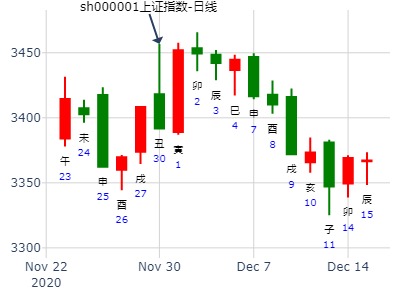 sh000001上证指数-日线
3450
3400
3350
3300
午
23
未
24
申
25
酉
26
戌
27
丑
30
寅
1
卯
2
辰
3
巳
4
申
7
酉
8
戌
9
亥
10
子
11
卯
14
辰
15
Nov 22
2020
Nov 30
Dec 7
Dec 14